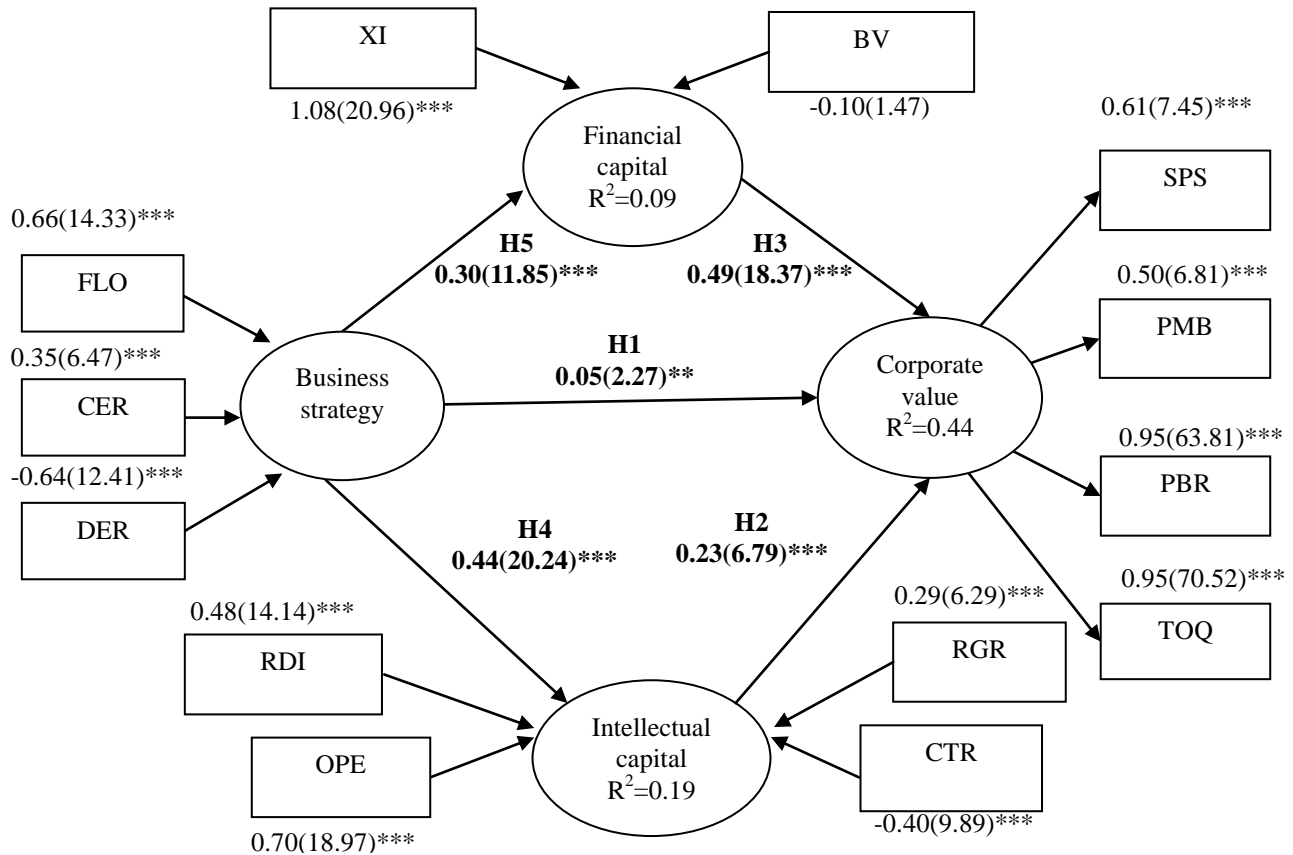 XI
BV
1.08(20.96)***
-0.10(1.47)
0.61(7.45)***
Financial
capital
R²=0.09
SPS
0.66(14.33)***
H5
0.30(11.85)***
H3
0.49(18.37)***
FLO
0.50(6.81)***
PMB
0.35(6.47)***
CER
Business
strategy
H1
0.05(2.27)**
Corporate
value
R²=0.44
-0.64(12.41)***
DER
0.95(63.81)***
PBR
H4
0.44(20.24)***
H2
0.23(6.79)***
0.48(14.14)***
RDI
0.29(6.29)***
RGR
0.95(70.52)***
TOQ
OPE
0.70(18.97)***
Intellectual
capital
R²=0.19
CTR
-0.40(9.89)***